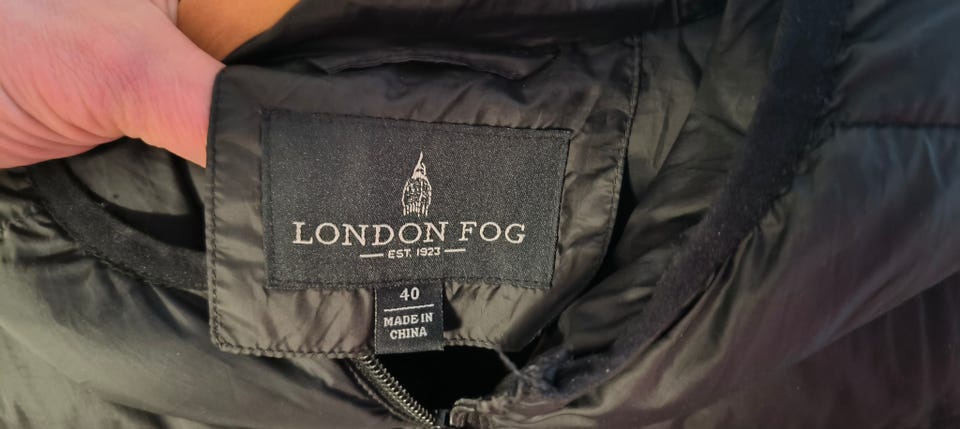 LONDON FOG
EST. 1923
40
MADE IN
CHINA